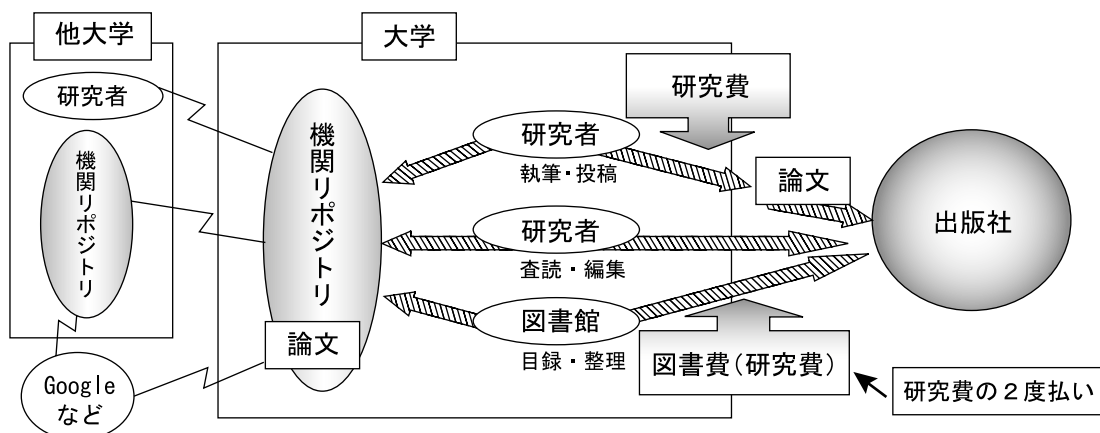 他大学
研究者
機関リポジトリ
Google
など
大学
機関リポジトリ
論文
研究者
執筆・投稿
研究者
査読・編集
図書館
目録・整理
研究費
論文
図書費(研究費)
出版社
研究費の２度払い